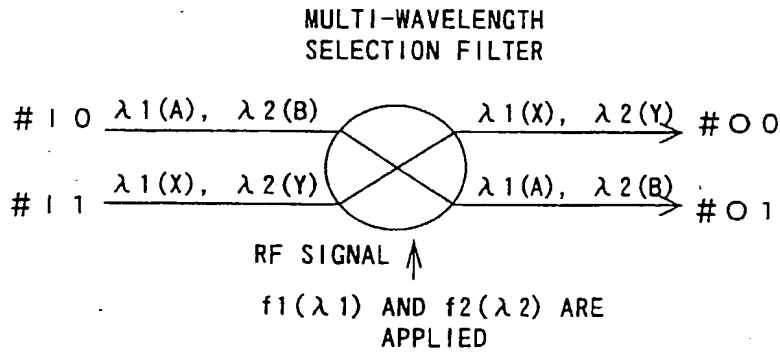 MULTI-WAVELENGTH
SELECTION FILTER
#I0 λ1(A), λ2(B) λ1(X), λ2(Y) #O0
#I1 λ1(X), λ2(Y) λ1(A), λ2(B) #O1
RF SIGNAL
f1(λ1) AND f2(λ2) ARE
APPLIED